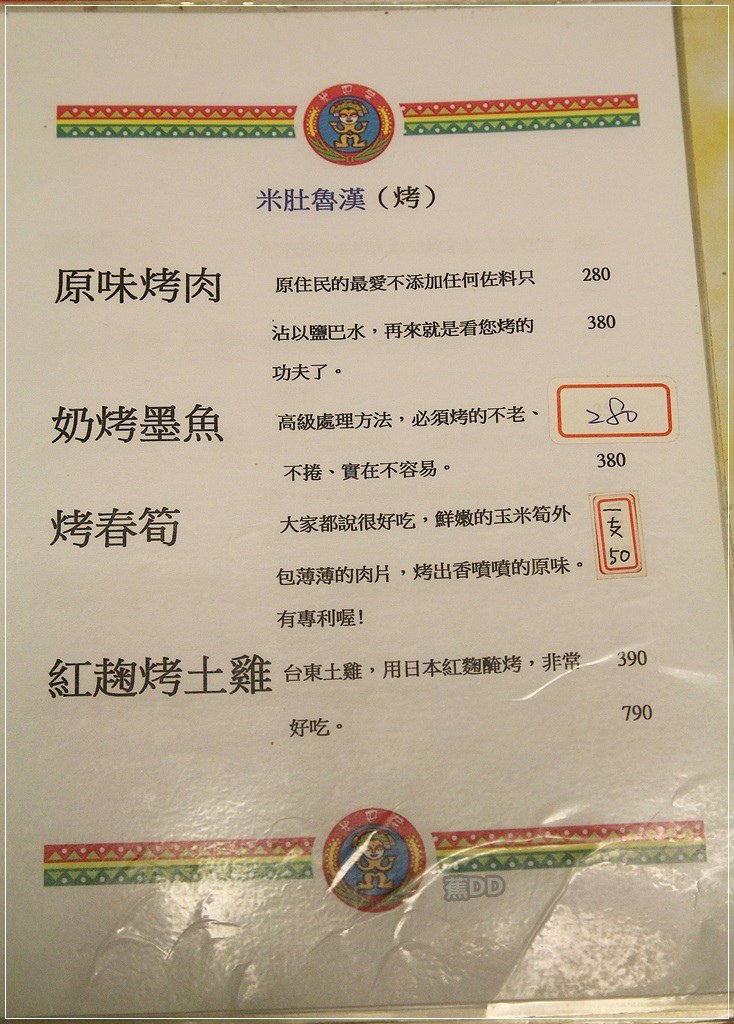 米肚魯漢（烤）
原味烤肉 原住民的最愛不添加任何佐料只 280
沾以鹽巴水，再來就是看您烤的 380
功夫了。
奶烤墨魚 高級處理方法，必須烤的不老、 280
不捲、實在不容易。 380
烤春筍 大家都說很好吃，鮮嫩的玉米筍外 一支50
包薄薄的肉片，烤出香噴噴的原味。
有專利喔!
紅麴烤土雞 台東土雞，用日本紅麴醃烤，非常 390
好吃。 790
蕉DD